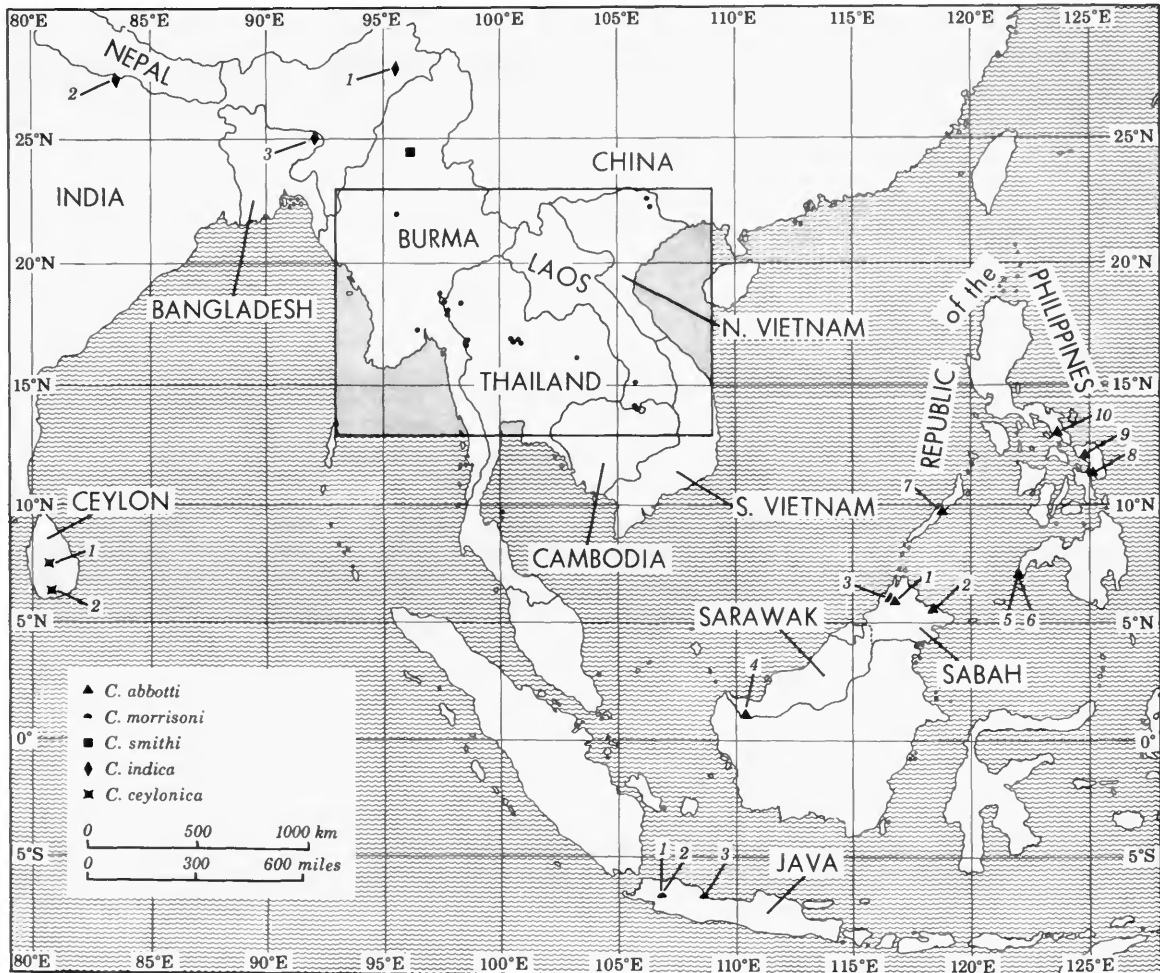 80°E 85°E 90°E 95°E 100°E 105°E 110°E 115°E 120°E 125°E
NEPAL
1
2
25°N 25°N
3
CHINA
INDIA
BURMA
LAOS
20°N 20°N
BANGLADESH
of the
PHILIPPINES
N. VIETNAM
THAILAND
15°N 15°N
REPUBLIC
10
9
8
CEYLON
10°N 10°N
7
S. VIETNAM
1
CAMBODIA
2
3 1 2
5°N 5°N
5 6
SARAWAK
SABAH
4
▲ C. abbotti
C. morrisoni
0° 0°
■ C. smithi
♦ C. indica
C. ceylonica
0 500 1000 km
0 300 600 miles
5°S 5°S
1 2 3
JAVA
80°E 85°E 90°E 95°E 100°E 105°E 110°E 115°E 120°E 125°E